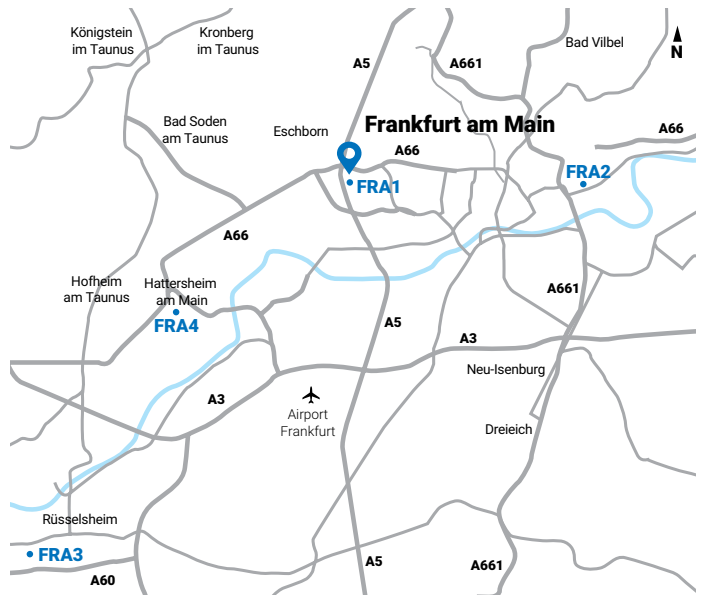 Königstein
im Taunus
Kronberg
im Taunus
A5
A661
Bad Vilbel
N
Bad Soden
am Taunus
Eschborn
Frankfurt am Main
A66
A66
FRA1
FRA2
A66
Hofheim
am Taunus
Hattersheim
am Main
FRA4
A661
A5
A3
Neu-Isenburg
A3
Airport
Frankfurt
Dreieich
Rüsselsheim
FRA3
A60
A5
A661